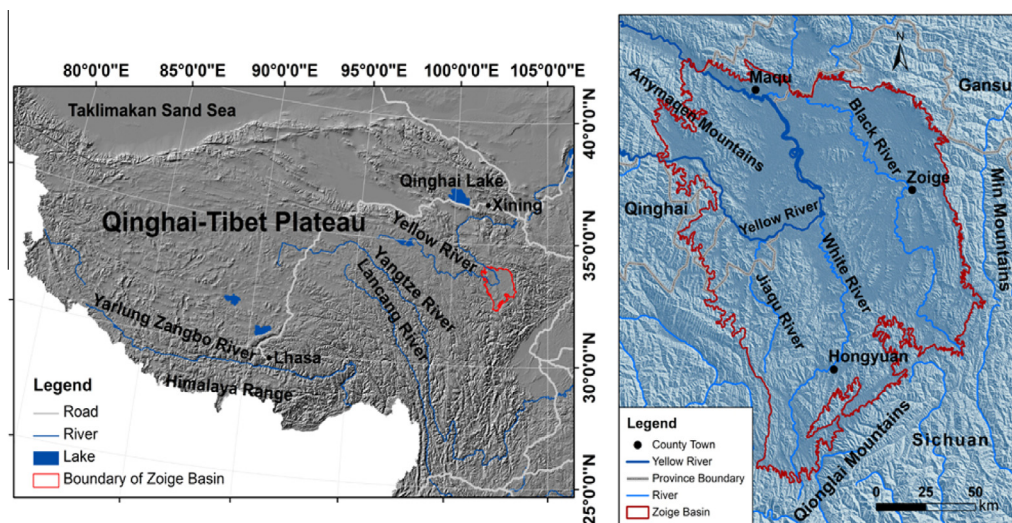 80°0'0"E
85°0'0"E
90°0'0"E
95°0'0"E
100°0'0"E
105°0'0"E
Taklimakan Sand Sea
40°0'0"N
Qinghai Lake
Xining
Qinghai-Tibet Plateau
Yellow River
35°0'0"N
Yangtze River
Lancang River
Yarlung Zangbo River
Lhasa
30°0'0"N
Himalaya Range
Legend
Road
River
Lake
Boundary of Zoige Basin
25°0'0"N
N
Maqu
Gansu
Anymaqen Mountains
Black River
Zoige
Min Mountains
Qinghai
Yellow River
White River
Jiaqu River
Hongyuan
Qionglai Mountains
Sichuan
Legend
County Town
Yellow River
Province Boundary
River
Zoige Basin
0 25 50
km